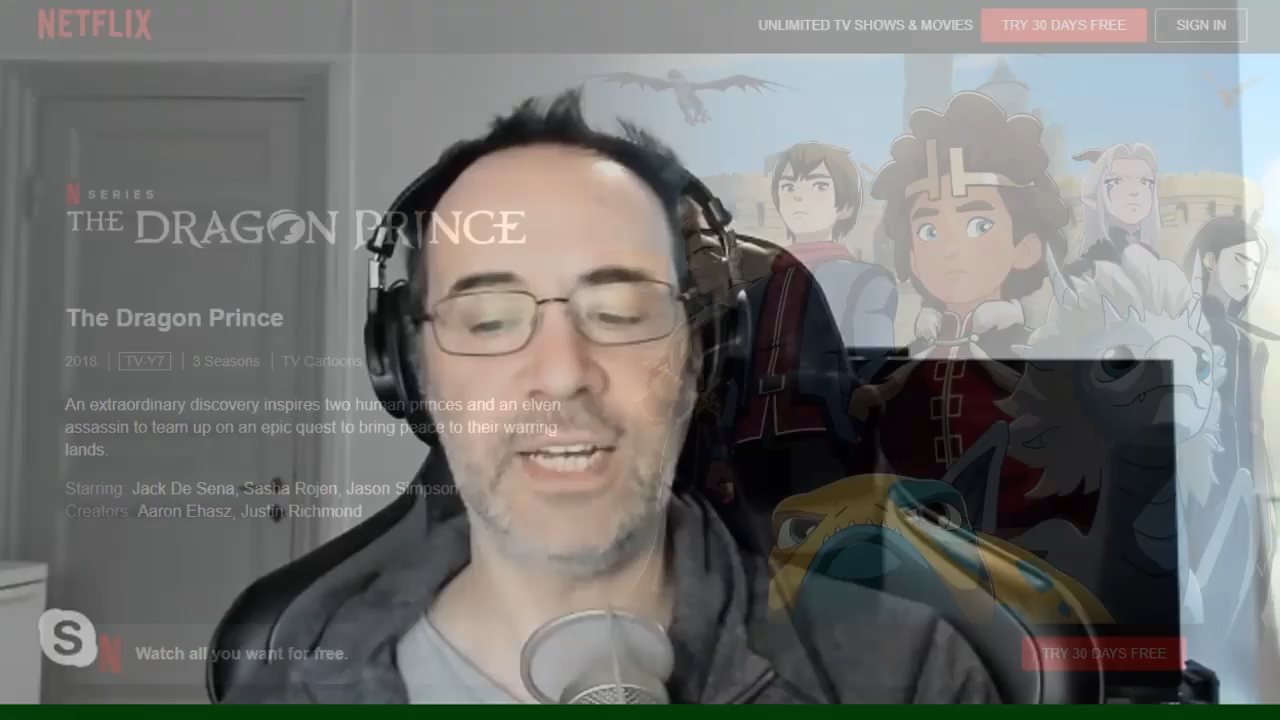 NETFLIX
UNLIMITED TV SHOWS & MOVIES
TRY 30 DAYS FREE
SIGN IN
N SERIES
THE DRAGON PRINCE
The Dragon Prince
2018 | TV-Y7 | 3 Seasons | TV Cartoons
An extraordinary discovery inspires two human princes and an elven
assassin to team up on an epic quest to bring peace to their warring
lands.
Starring: Jack De Sena, Sasha Rojen, Jason Simpson
Creators: Aaron Ehasz, Justin Richmond
S
N Watch all you want for free.
TRY 30 DAYS FREE